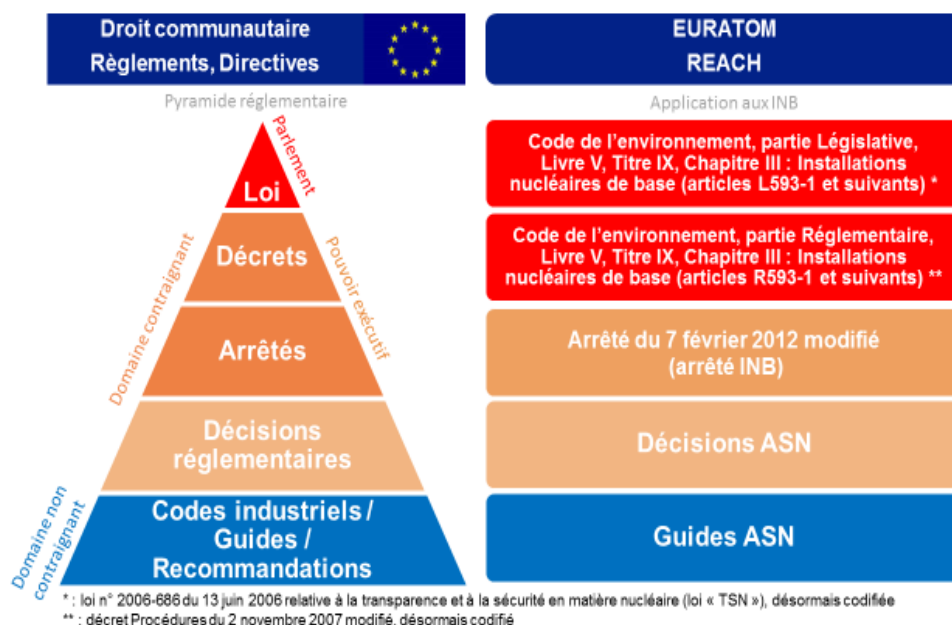 Droit communautaire
Règlements, Directives
EURATOM
REACH
Pyramide réglementaire
Application aux INB
Parlement
Loi
Code de l'environnement, partie Législative,
Livre V, Titre IX, Chapitre III : Installations
nucléaires de base (articles L593-1 et suivants) *
Domaine contraignant
Décrets
Pouvoir exécutif
Code de l'environnement, partie Réglementaire,
Livre V, Titre IX, Chapitre III : Installations
nucléaires de base (articles R593-1 et suivants) **
Arrêtés
Arrêté du 7 février 2012 modifié
(arrêté INB)
Décisions
réglementaires
Décisions ASN
Domaine non
contraignant
Codes industriels /
Guides /
Recommandations
Guides ASN
* : loi n° 2006-686 du 13 juin 2006 relative à la transparence et à la sécurité en matière nucléaire (loi « TSN »), désormais codifiée
** : décret Procédures du 2 novembre 2007 modifié, désormais codifié